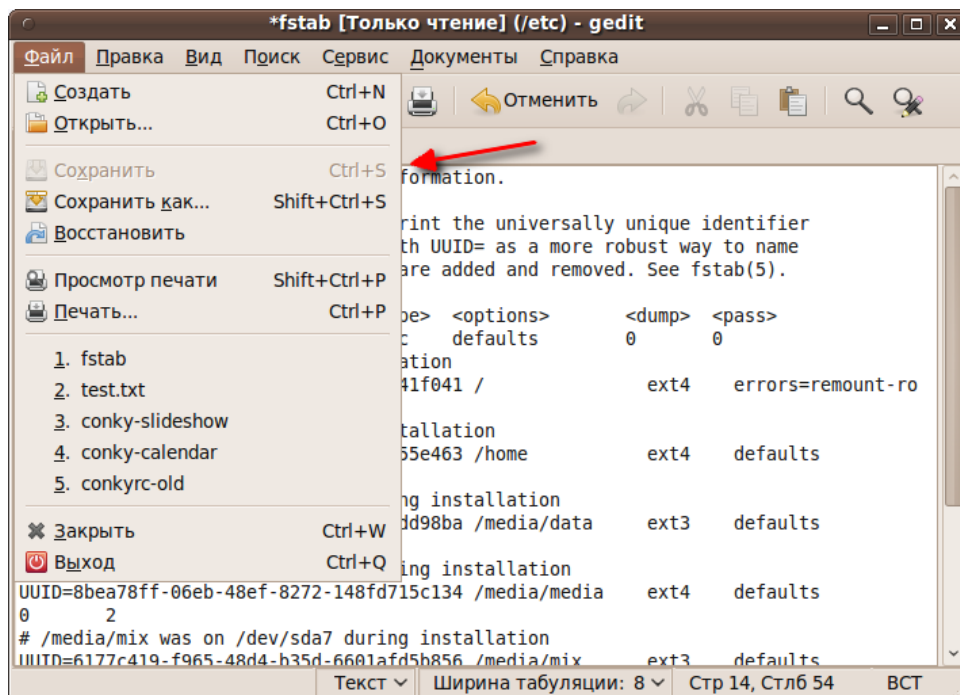 *fstab [Только чтение] (/etc) - gedit
Файл Правка Вид Поиск Сервис Документы Справка
Создать Ctrl+N
Отменить
Открыть... Ctrl+O
Сохранить Ctrl+S
formation.
Сохранить как... Shift+Ctrl+S
rint the universally unique identifier
Восстановить
th UUID= as a more robust way to name
are added and removed. See fstab(5).
Просмотр печати Shift+Ctrl+P
Печать... Ctrl+P
pe> <options> <dump> <pass>
c defaults 0 0
1. fstab
ation
2. test.txt
41f041 / ext4 errors=remount-ro
3. conky-slideshow
tallation
4. conky-calendar
55e463 /home ext4 defaults
5. conkyrc-old
ng installation
Закрыть Ctrl+W
dd98ba /media/data ext3 defaults
Выход Ctrl+Q
ing installation
UUID=8bea78ff-06eb-48ef-8272-148fd715c134 /media/media ext4 defaults
0 2
# /media/mix was on /dev/sda7 during installation
UUID=6177c419-f965-48d4-b35d-6601afd5b856 /media/mix ext3 defaults
Текст Ширина табуляции: 8 Стр 14, Стлб 54 ВСТ